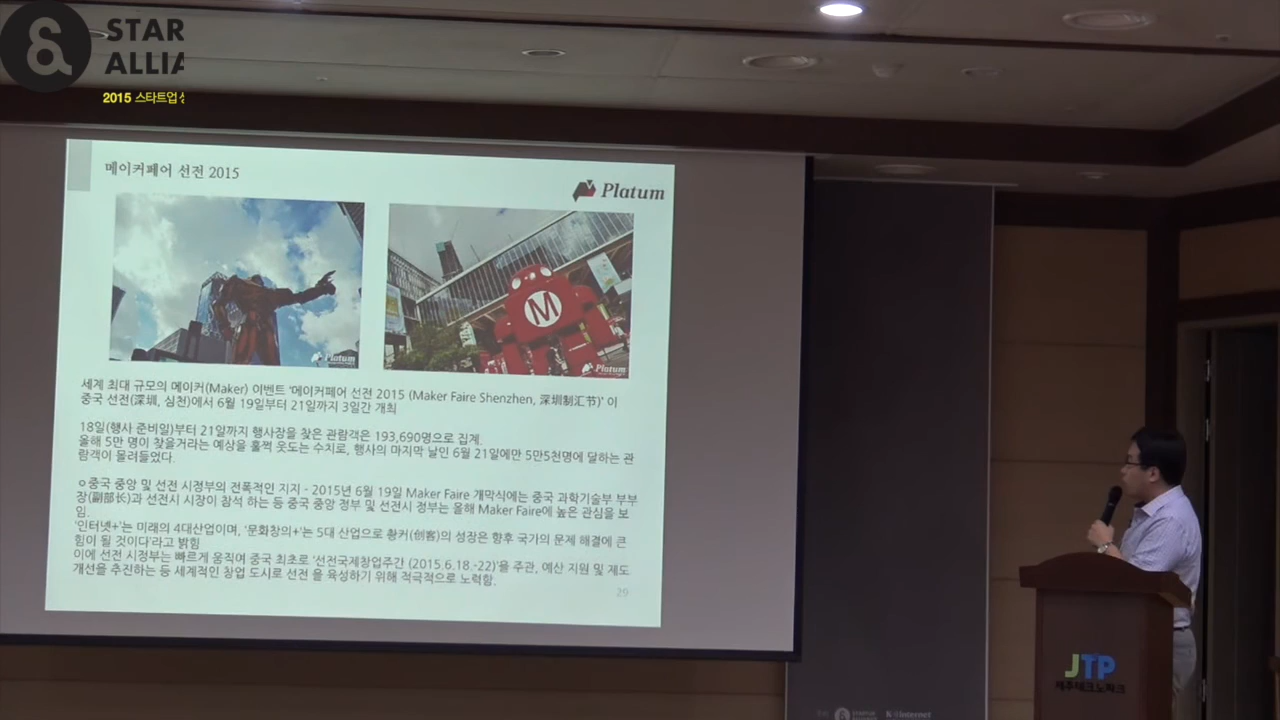 STAR
ALLIA
2015 스타트업
메이커페어 선전 2015
Platum
M
Platum
Platum
세계 최대 규모의 메이커(Maker) 이벤트 '메이커페어 선전 2015 (Maker Faire Shenzhen, 深圳制汇节)' 이
중국 선전(深圳, 심천)에서 6월 19일부터 21일까지 3일간 개최
18일(행사 준비일)부터 21일까지 행사장을 찾은 관람객은 193,690명으로 집계.
올해 5만 명이 찾을거라는 예상을 훌쩍 웃도는 수치로, 행사의 마지막 날인 6월 21일에만 5만5천명에 달하는 관
람객이 몰려들었다.
ㅇ중국 중앙 및 선전 시정부의 전폭적인 지지 - 2015년 6월 19일 Maker Faire 개막식에는 중국 과학기술부 부부
장(副部长)과 선전시 시장이 참석 하는 등 중국 중앙 정부 및 선전시 정부는 올해 Maker Faire에 높은 관심을 보
임.
'인터넷+'는 미래의 4대산업이며, '문화창의+'는 5대 산업으로 촹커(创客)의 성장은 향후 국가의 문제 해결에 큰
힘이 될 것이다'라고 밝힘
이에 선전 시정부는 빠르게 움직여 중국 최초로 '선전국제창업주간 (2015.6.18.-22)'을 주관, 예산 지원 및 제도
개선을 추진하는 등 세계적인 창업 도시로 선전 을 육성하기 위해 적극적으로 노력함.
29
JTP
제주테크노파크